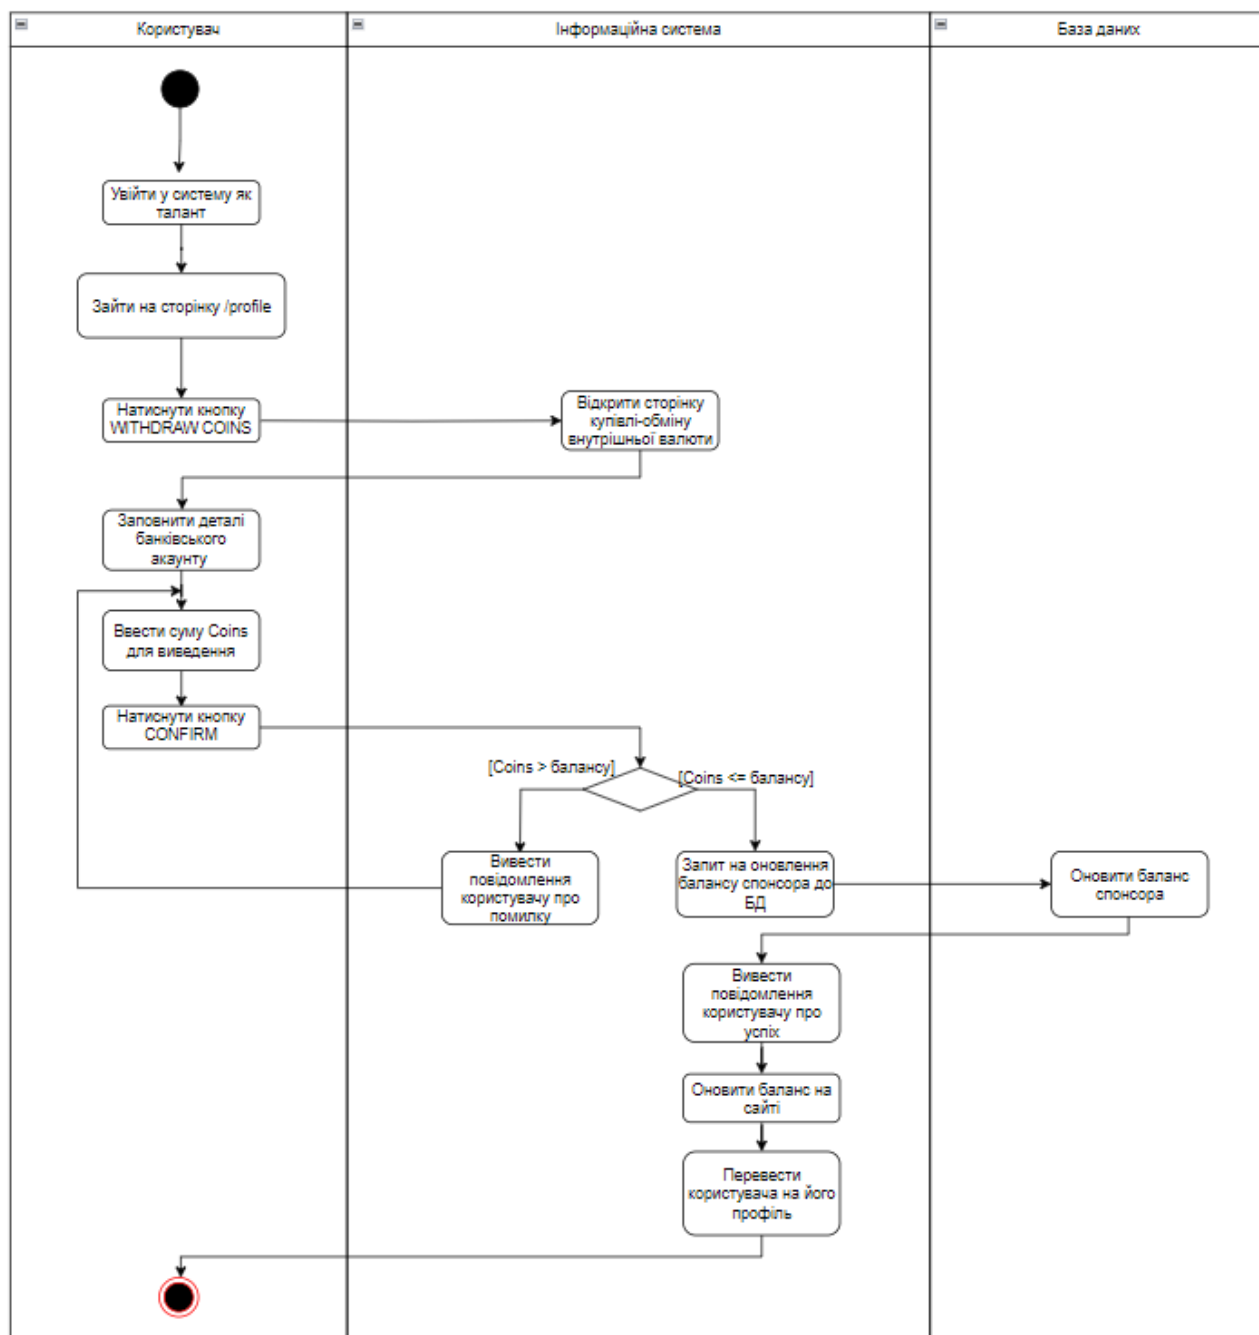 Користувач
Інформаційна система
База даних
Увійти у систему як
талант
Зайти на сторінку /profile
Натиснути кнопку
WITHDRAW COINS
Відкрити сторінку
купівлі-обміну
внутрішньої валюти
Заповнити деталі
банківського
акаунту
Ввести суму Coins
для виведення
Натиснути кнопку
CONFIRM
[Coins > балансу]
[Coins <= балансу]
Вивести
повідомлення
користувачу про
помилку
Запит на оновлення
балансу спонсора до
БД
Оновити баланс
спонсора
Вивести
повідомлення
користувачу про
успіх
Оновити баланс на
сайті
Перевести
користувача на його
профіль